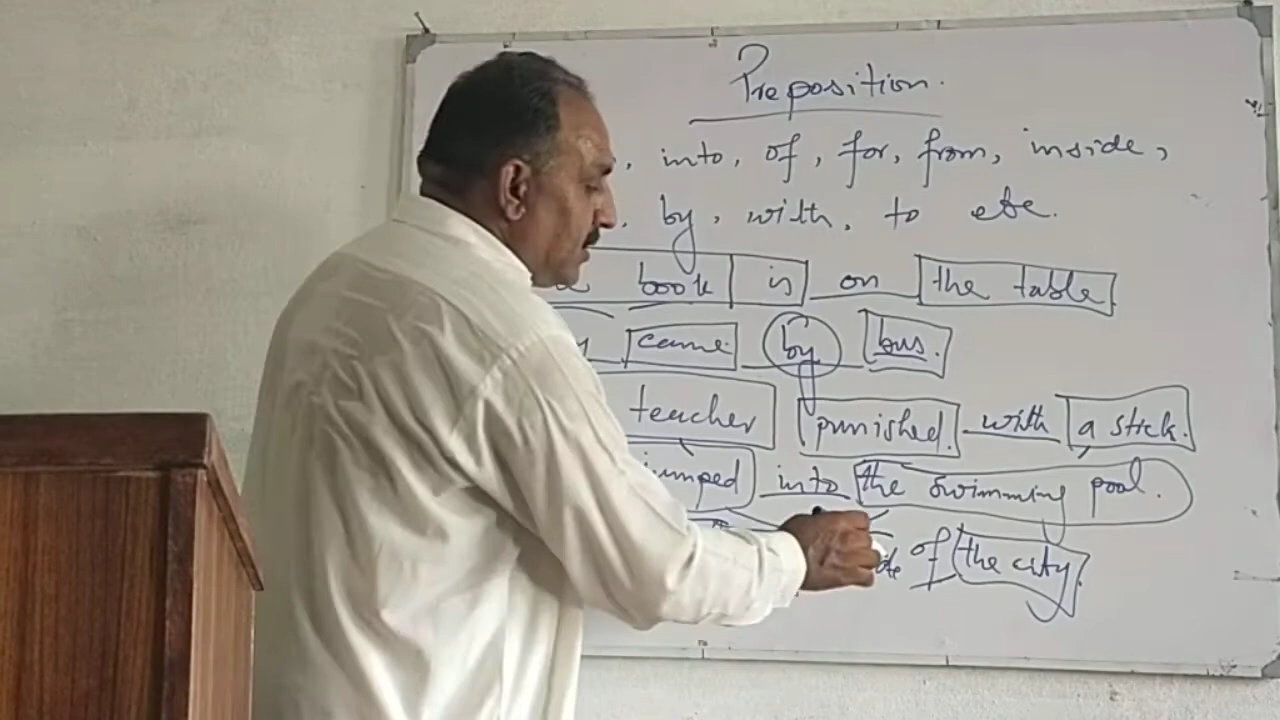 Preposition.
, into, of, for, from, inside,
, by, with, to etc.
book is on the table.
came by bus.
teacher punished. with a stick.
jumped into the swimming pool.
of the city.